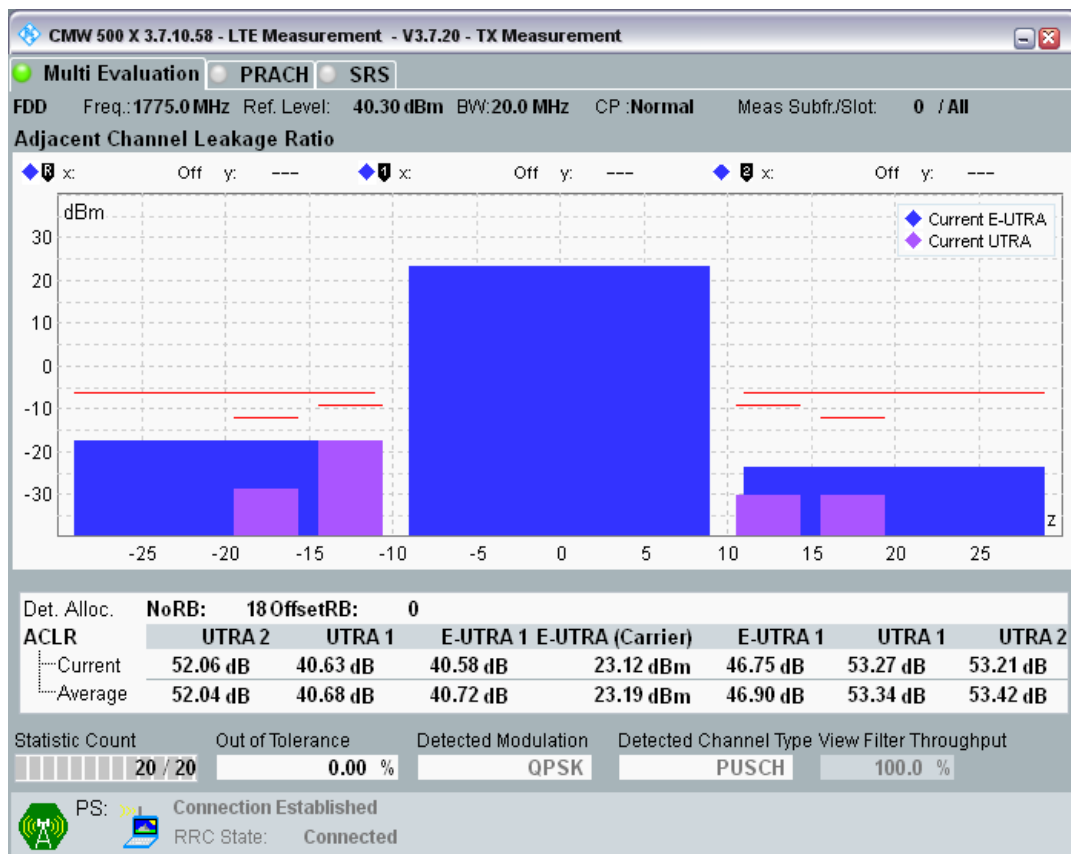 CMW 500 X 3.7.10.58 - LTE Measurement - V3.7.20 - TX Measurement
Multi Evaluation PRACH SRS
FDD Freq.:1775.0 MHz Ref. Level: 40.30 dBm BW:20.0 MHz CP :Normal Meas Subfr./Slot: 0 / All
Adjacent Channel Leakage Ratio
R x: Off y: --- 1 x: Off y: --- 2 x: Off y: ---
dBm
Current E-UTRA
Current UTRA
30
20
10
0
-10
-20
-30
z
-25 -20 -15 -10 -5 0 5 10 15 20 25
Det. Alloc. NoRB: 18 OffsetRB: 0
ACLR UTRA 2 UTRA 1 E-UTRA 1 E-UTRA (Carrier) E-UTRA 1 UTRA 1 UTRA 2
Current 52.06 dB 40.63 dB 40.58 dB 23.12 dBm 46.75 dB 53.27 dB 53.21 dB
Average 52.04 dB 40.68 dB 40.72 dB 23.19 dBm 46.90 dB 53.34 dB 53.42 dB
Statistic Count Out of Tolerance Detected Modulation Detected Channel Type View Filter Throughput
20 / 20 0.00 % QPSK PUSCH 100.0 %
PS: Connection Established
RRC State: Connected